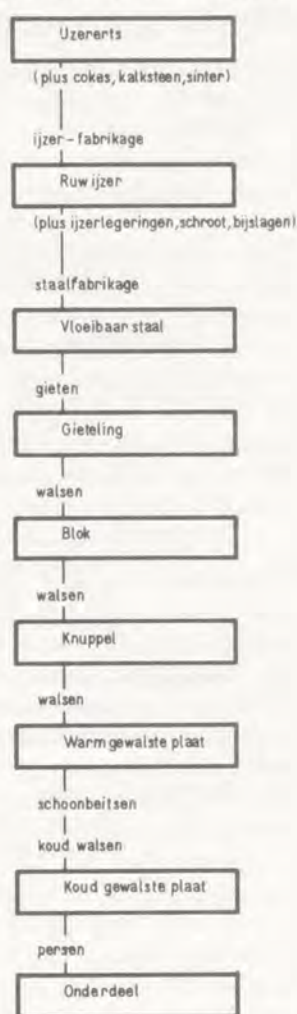 IJzererts
(plus cokes, kalksteen, sinter)
ijzer-fabrikage
Ruw ijzer
(plus ijzerlegeringen, schroot, bijslagen)
staalfabrikage
Vloeibaar staal
gieten
Gieteling
walsen
Blok
walsen
Knuppel
walsen
Warm gewalste plaat
schoonbeitsen
koud walsen
Koud gewalste plaat
persen
Onderdeel